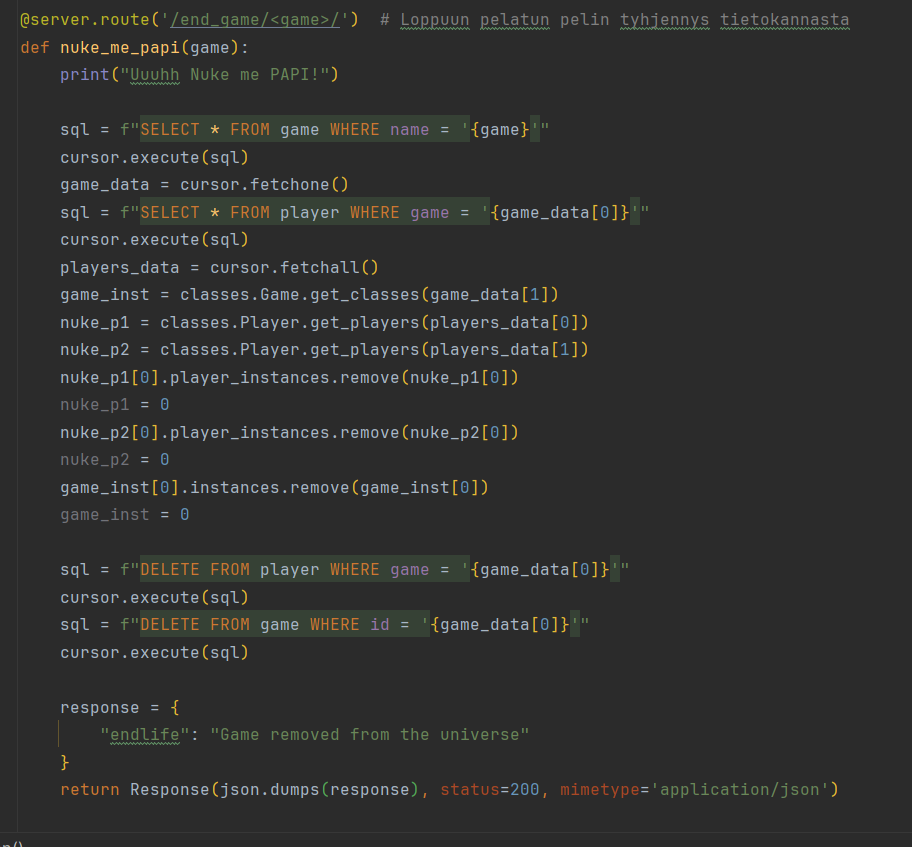 @server.route('/end_game/<game>/')  # Loppuun pelatun pelin tyhjennys tietokannasta
def nuke_me_papi(game):
    print("Uuuhh Nuke me PAPI!")
    sql = f"SELECT * FROM game WHERE name = '{game}'"
    cursor.execute(sql)
    game_data = cursor.fetchone()
    sql = f"SELECT * FROM player WHERE game = '{game_data[0]}'"
    cursor.execute(sql)
    players_data = cursor.fetchall()
    game_inst = classes.Game.get_classes(game_data[1])
    nuke_p1 = classes.Player.get_players(players_data[0])
    nuke_p2 = classes.Player.get_players(players_data[1])
    nuke_p1[0].player_instances.remove(nuke_p1[0])
    nuke_p1 = 0
    nuke_p2[0].player_instances.remove(nuke_p2[0])
    nuke_p2 = 0
    game_inst[0].instances.remove(game_inst[0])
    game_inst = 0
    sql = f"DELETE FROM player WHERE game = '{game_data[0]}'"
    cursor.execute(sql)
    sql = f"DELETE FROM game WHERE id = '{game_data[0]}'"
    cursor.execute(sql)
    response = {
        "endlife": "Game removed from the universe"
    }
    return Response(json.dumps(response), status=200, mimetype='application/json')